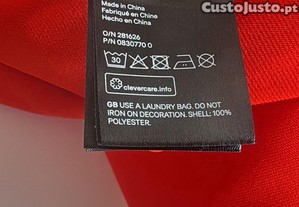 CustoJusto.pt
Made in China
Fabriqué en Chine
Hecho en China
O/N 281626
P/N 0830770 0
30
clevercare.info
GB USE A LAUNDRY BAG. DO NOT
IRON ON DECORATION. SHELL: 100%
POLYESTER.